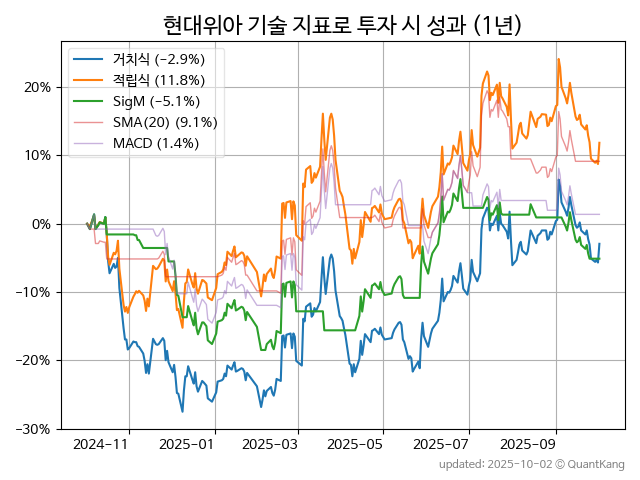 현대위아 기술 지표로 투자 시 성과 (1년)
거치식 (−2.9%)
적립식 (11.8%)
SigM (−5.1%)
SMA(20) (9.1%)
MACD (1.4%)
20%
10%
0%
−10%
−20%
−30%
2024-11 2025-01 2025-03 2025-05 2025-07 2025-09
updated: 2025-10-02 © QuantKang